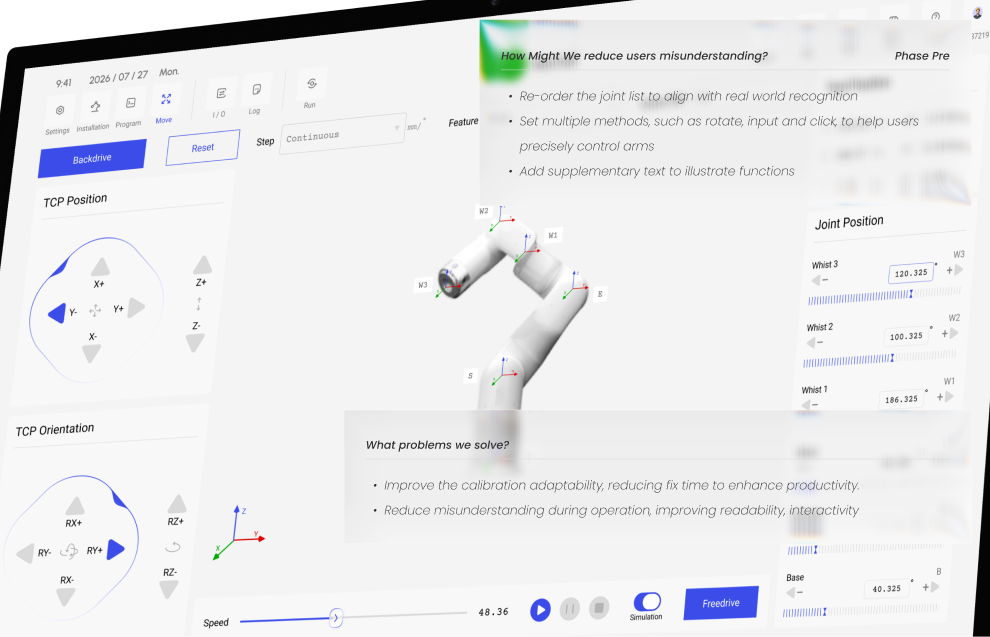 9:41 2026 / 07 / 27 Mon.
Settings
Installation
Program
Move
I / O
Log
Run
37219
Backdrive
Reset
Step
Continuous
mm/°
Feature
How Might We reduce users misunderstanding?
Phase Pre
• Re-order the joint list to align with real world recognition
• Set multiple methods, such as rotate, input and click, to help users
precisely control arms
• Add supplementary text to illustrate functions
TCP Position
X+
Y-
Y+
X-
Z+
Z-
TCP Orientation
RX+
RY-
RY+
RX-
RZ+
RZ-
W2
W1
W3
E
S
Z
Y
X
Joint Position
Whist 3
W3
120.325 °
Whist 2
W2
100.325 °
Whist 1
W1
186.325 °
What problems we solve?
• Improve the calibration adaptability, reducing fix time to enhance productivity.
• Reduce misunderstanding during operation, improving readability, interactivity
Base
B
40.325 °
Speed
48.36
Simulation
Freedrive